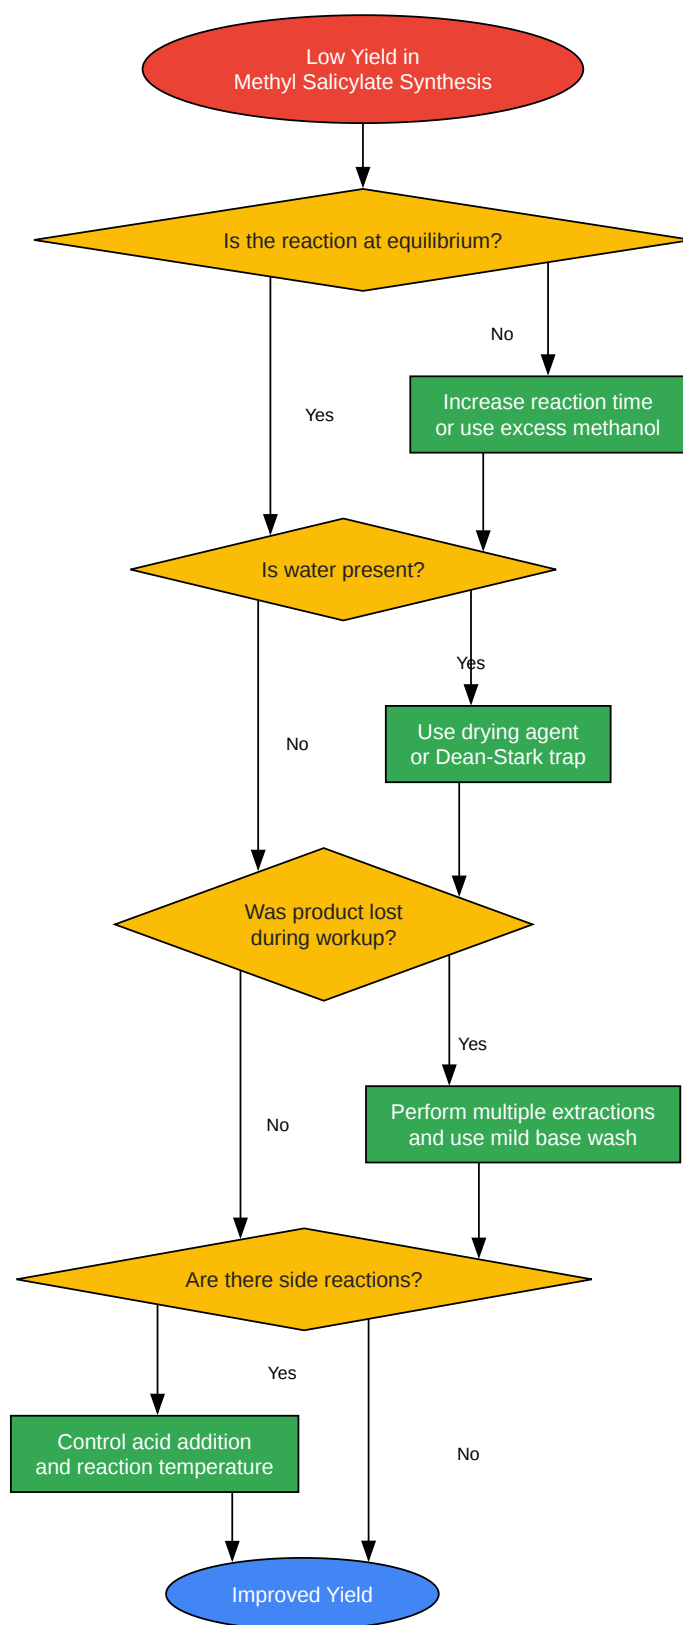 Low Yield in
Methyl Salicylate Synthesis
Is the reaction at equilibrium?
No
Increase reaction time
or use excess methanol
Yes
Is water present?
Yes
Use drying agent
or Dean-Stark trap
No
Was product lost
during workup?
Yes
Perform multiple extractions
and use mild base wash
No
Are there side reactions?
Yes
Control acid addition
and reaction temperature
No
Improved Yield